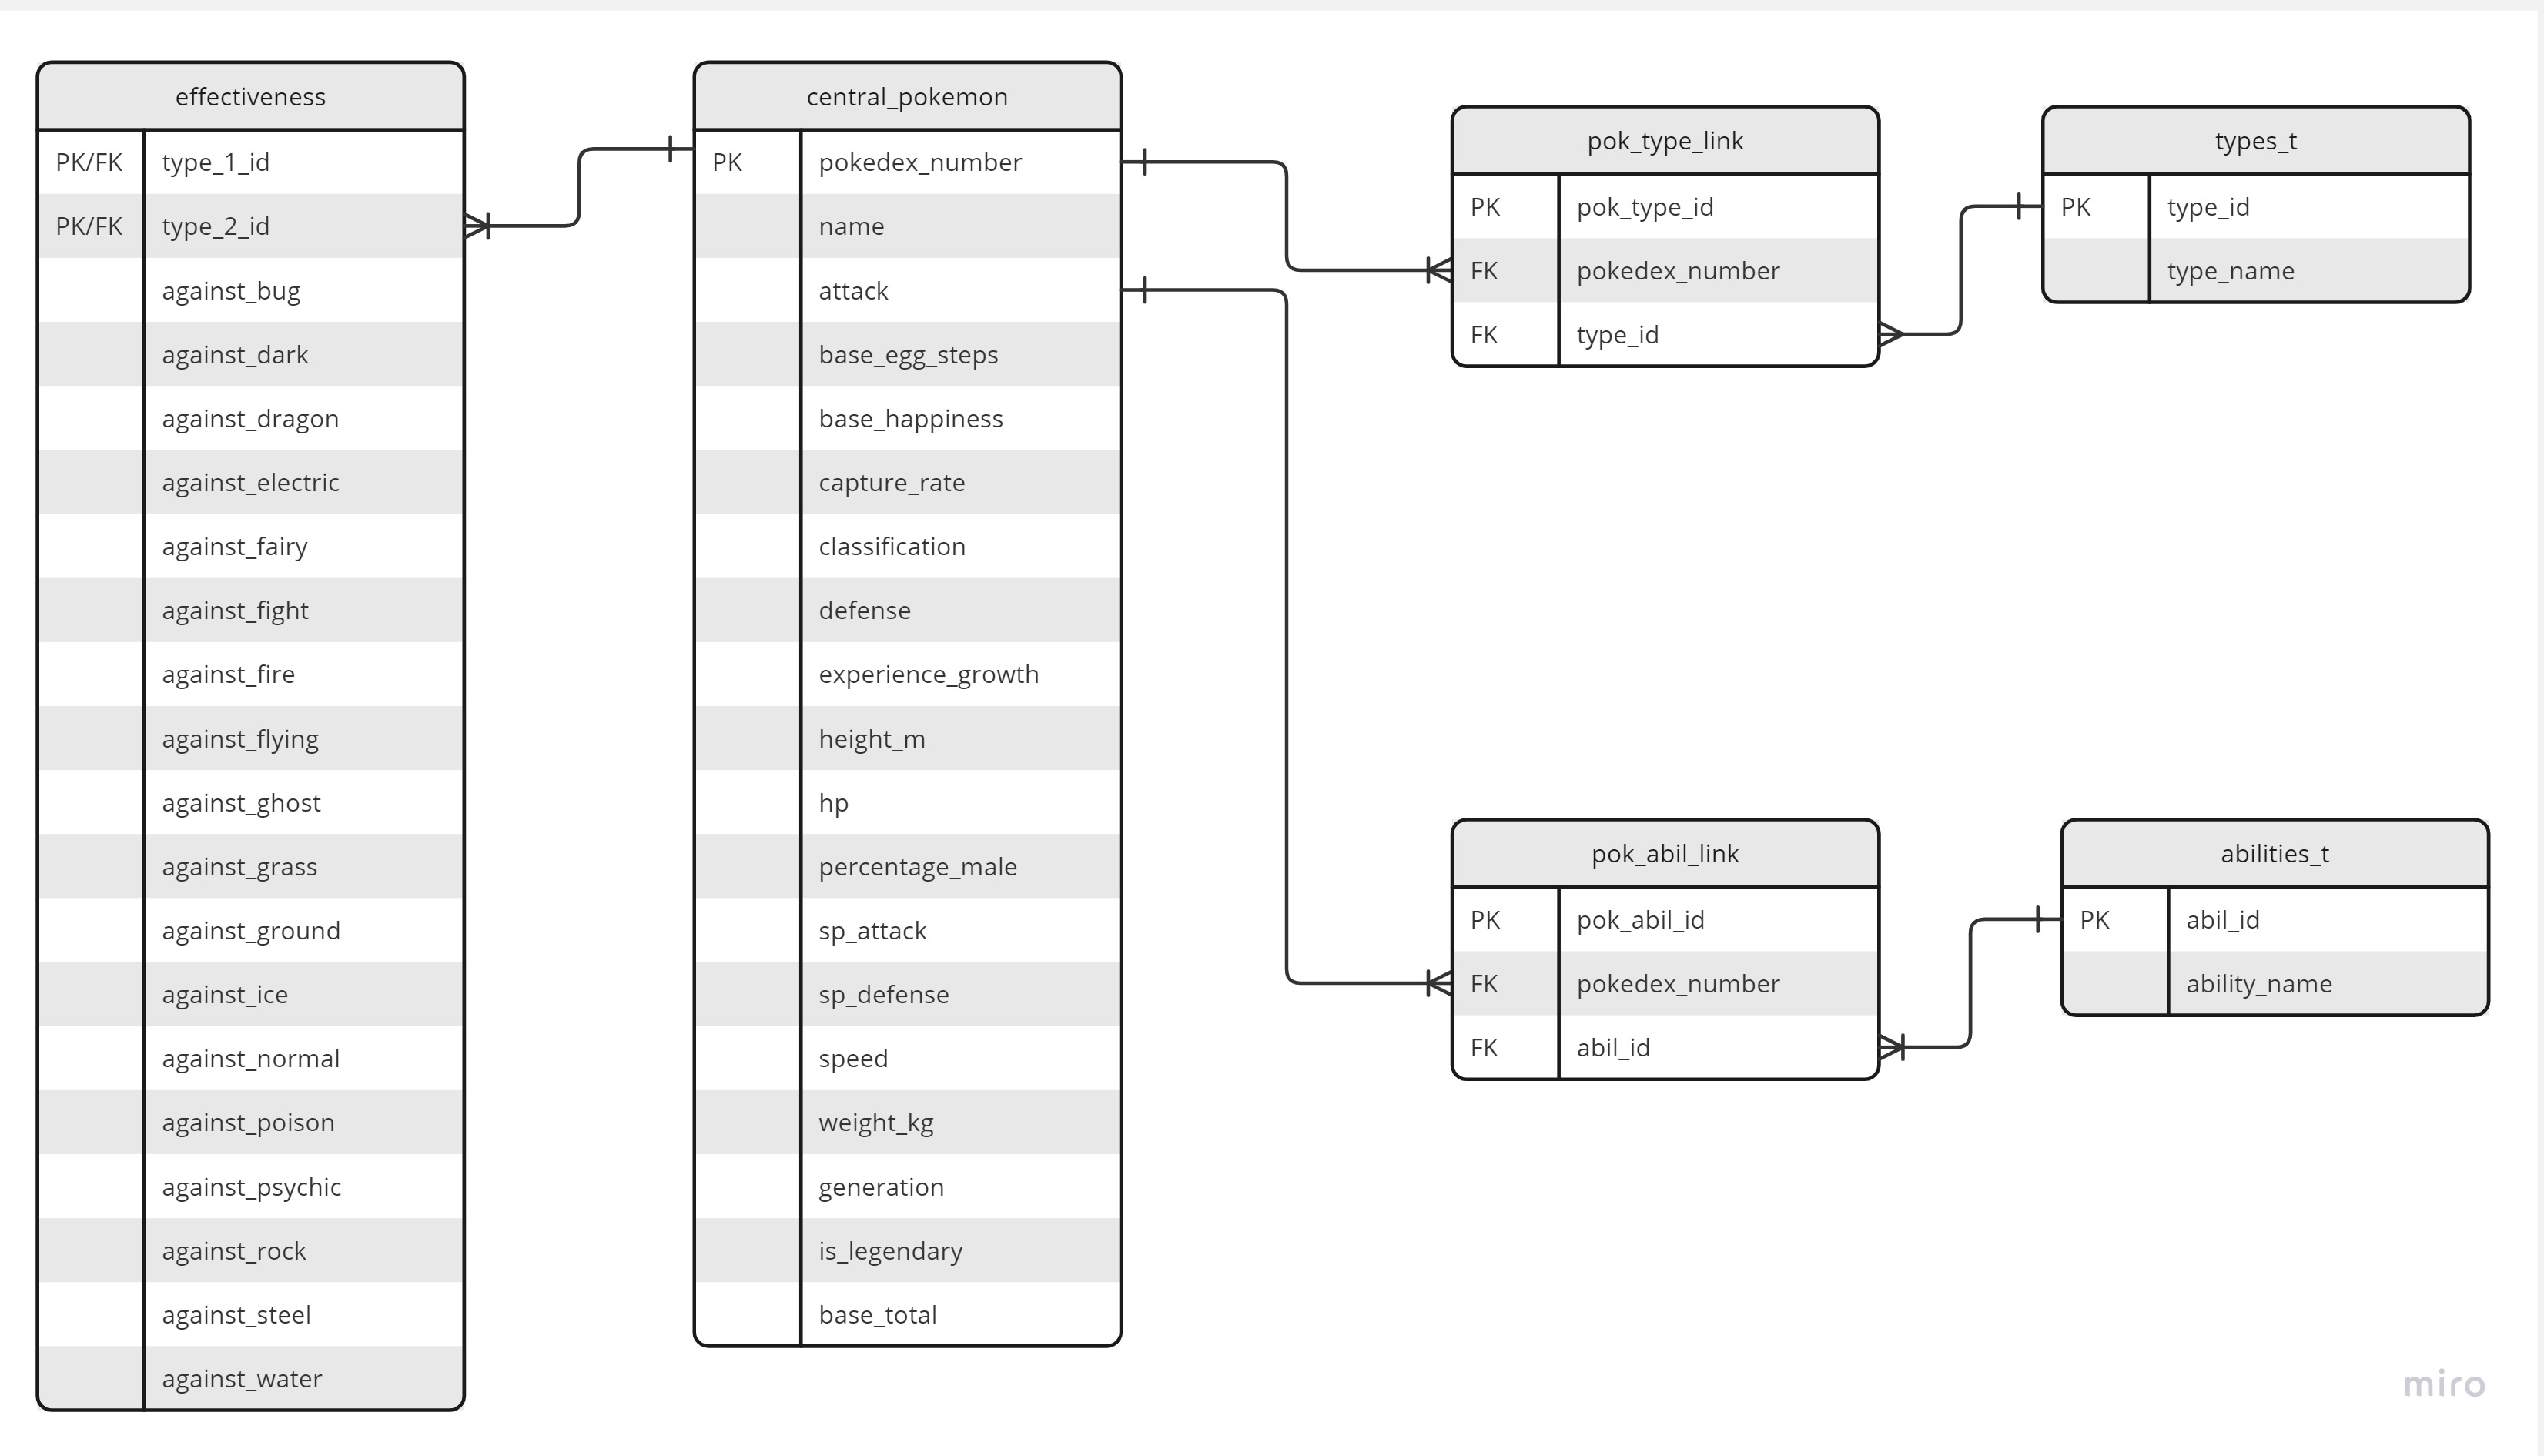 effectiveness
PK/FK type_1_id
PK/FK type_2_id
against_bug
against_dark
against_dragon
against_electric
against_fairy
against_fight
against_fire
against_flying
against_ghost
against_grass
against_ground
against_ice
against_normal
against_poison
against_psychic
against_rock
against_steel
against_water
central_pokemon
PK pokedex_number
name
attack
base_egg_steps
base_happiness
capture_rate
classification
defense
experience_growth
height_m
hp
percentage_male
sp_attack
sp_defense
speed
weight_kg
generation
is_legendary
base_total
pok_type_link
PK pok_type_id
FK pokedex_number
FK type_id
types_t
PK type_id
type_name
pok_abil_link
PK pok_abil_id
FK pokedex_number
FK abil_id
abilities_t
PK abil_id
ability_name
miro